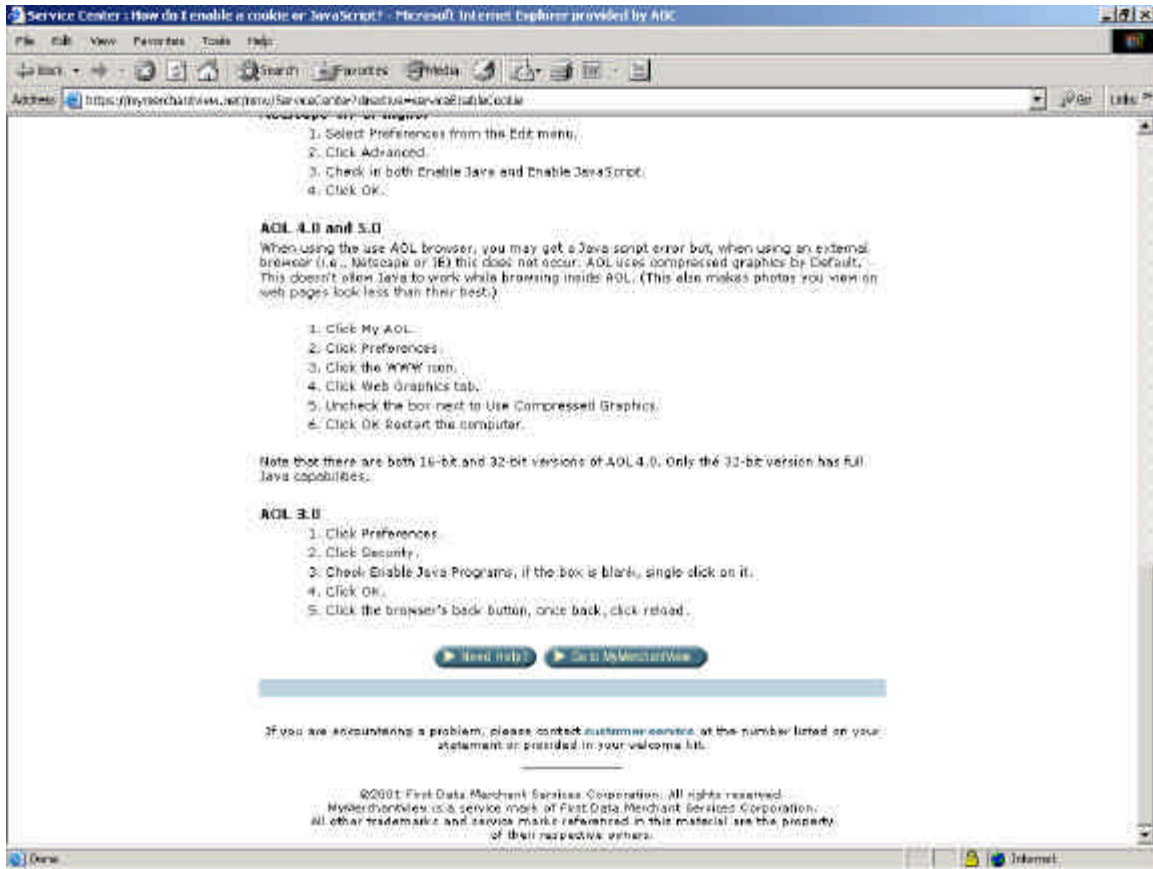 Service Center : How do I enable a cookie or JavaScript? - Microsoft Internet Explorer provided by AOC
File Edit View Favorites Tools Help
Back Search Favorites Media
Address Go Links
1. Select Preferences from the Edit menu.
2. Click Advanced.
3. Check in both Enable Java and Enable JavaScript.
4. Click OK.
AOL 4.0 and 5.0
When using the use AOL browser, you may get a Java script error but, when using an external
browser (i.e., Netscape or IE) this does not occur. AOL uses compressed graphics by Default.
This doesn't allow Java to work while browsing inside AOL. (This also makes photos you view on
web pages look less than their best.)
1. Click My AOL.
2. Click Preferences.
3. Click the WWW icon.
4. Click Web Graphics tab.
5. Uncheck the box next to Use Compressed Graphics.
6. Click OK Restart the computer.
Note that there are both 16-bit and 32-bit versions of AOL 4.0. Only the 32-bit version has full
Java capabilities.
AOL 3.0
1. Click Preferences.
2. Click Security.
3. Check Enable Java Programs, if the box is blank, single click on it.
4. Click OK.
5. Click the browser's back button, once back, click reload.
Need Help? Go to MyMerchantView
If you are encountering a problem, please contact customer service at the number listed on your
statement or provided in your welcome kit.
©2001 First Data Merchant Services Corporation. All rights reserved.
MyMerchantView is a service mark of First Data Merchant Services Corporation.
All other trademarks and service marks referenced in this material are the property
of their respective owners.
Done Internet